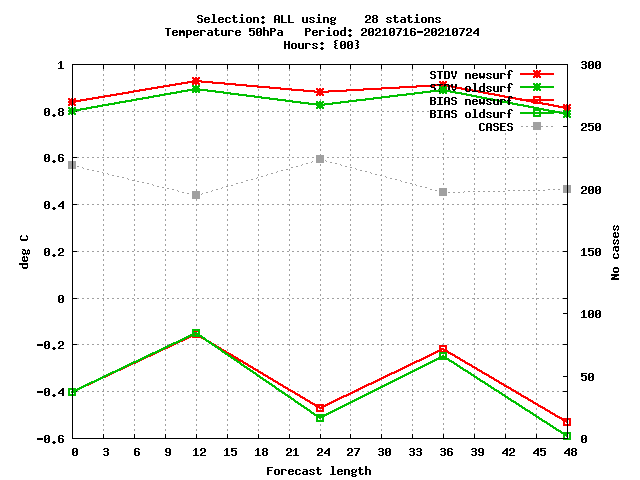 Selection: ALL using 28 stations
Temperature 50hPa Period: 20210716-20210724
Hours: {00}
STDV newsurf
STDV oldsurf
BIAS newsurf
BIAS oldsurf
CASES
1
0.8
0.6
0.4
0.2
0
-0.2
-0.4
-0.6
deg C
300
250
200
150
100
50
0
No cases
0 3 6 9 12 15 18 21 24 27 30 33 36 39 42 45 48
Forecast length